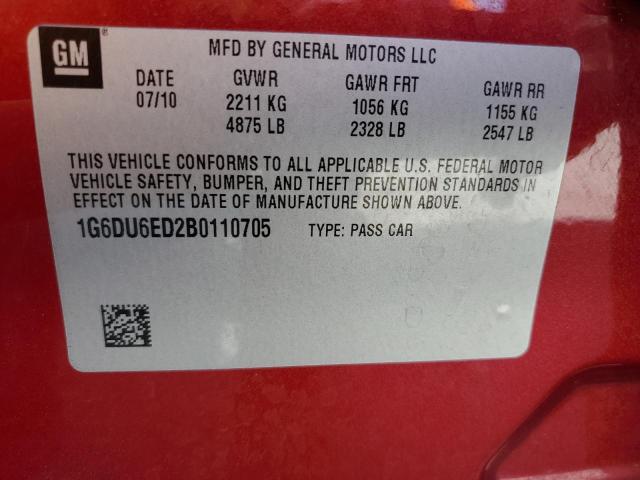 GM®
MFD BY GENERAL MOTORS LLC
DATE GVWR GAWR FRT GAWR RR
07/10 2211 KG 1056 KG 1155 KG
4875 LB 2328 LB 2547 LB
THIS VEHICLE CONFORMS TO ALL APPLICABLE U.S. FEDERAL MOTOR
VEHICLE SAFETY, BUMPER, AND THEFT PREVENTION STANDARDS IN
EFFECT ON THE DATE OF MANUFACTURE SHOWN ABOVE.
1G6DU6ED2B0110705 TYPE: PASS CAR